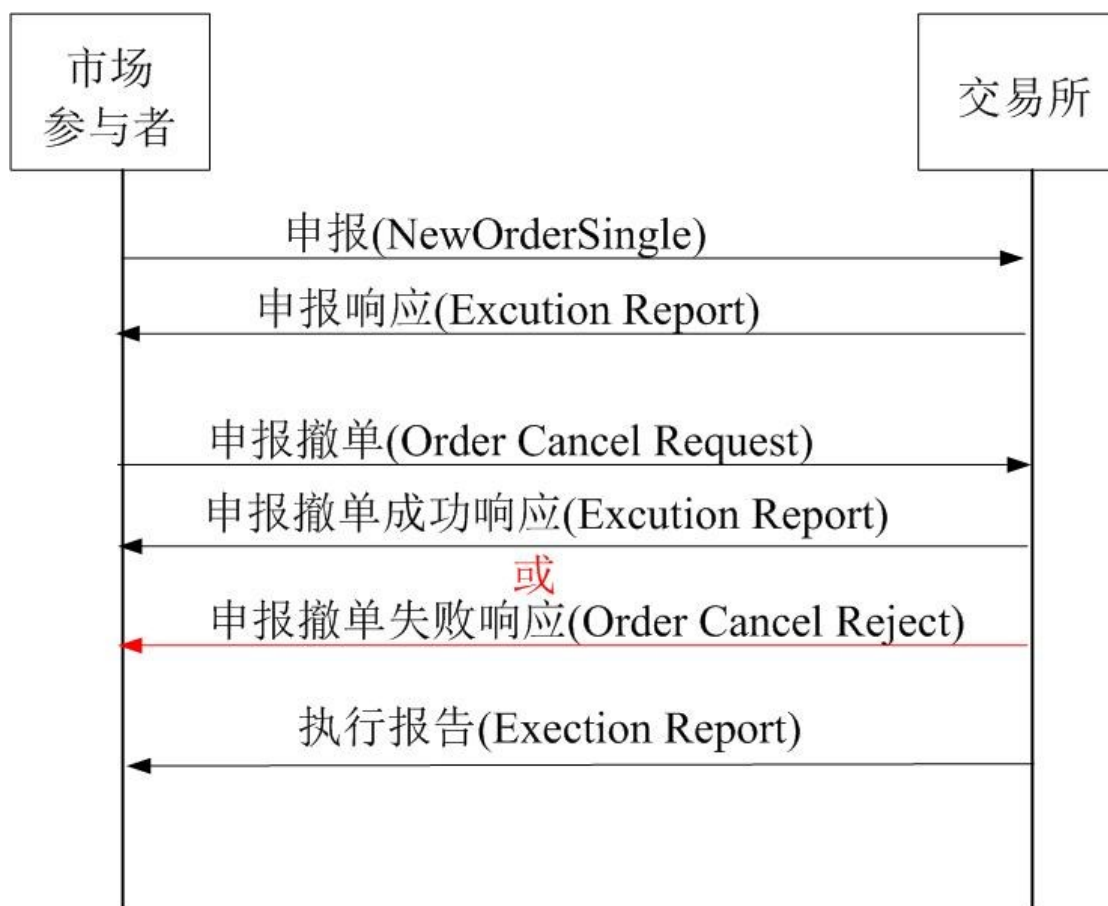 市场
参与者
交易所
申报(NewOrderSingle)
申报响应(Excution Report)
申报撤单(Order Cancel Request)
申报撤单成功响应(Excution Report)
或
申报撤单失败响应(Order Cancel Reject)
执行报告(Exection Report)